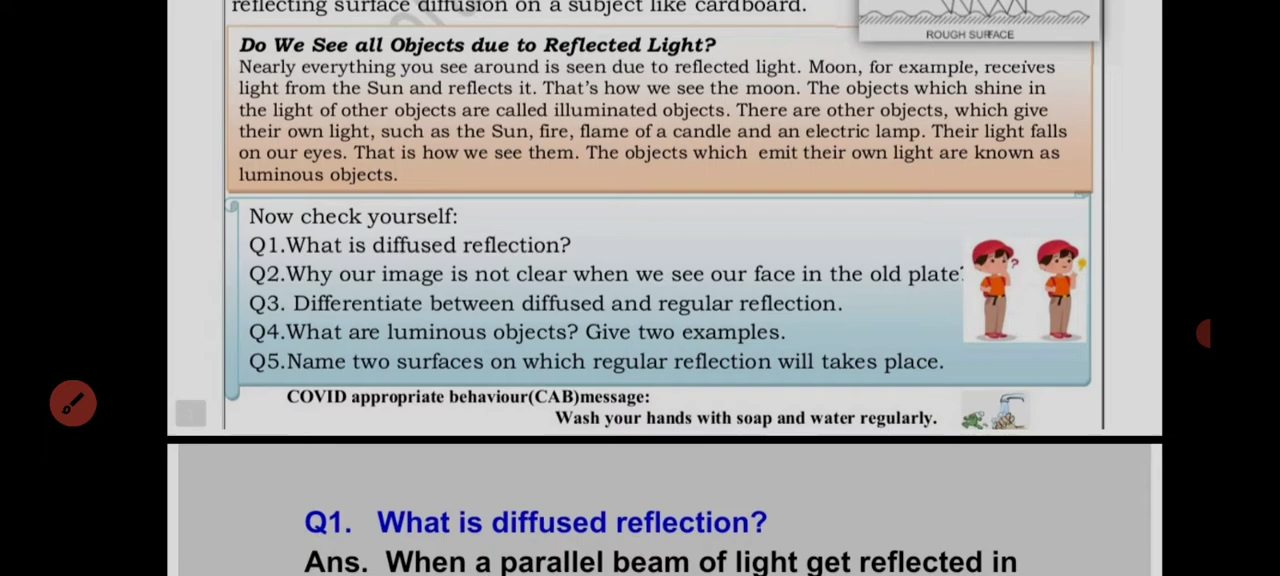 reflecting surface diffusion on a subject like cardboard.
ROUGH SURFACE
Do We See all Objects due to Reflected Light?
Nearly everything you see around is seen due to reflected light. Moon, for example, receives
light from the Sun and reflects it. That's how we see the moon. The objects which shine in
the light of other objects are called illuminated objects. There are other objects, which give
their own light, such as the Sun, fire, flame of a candle and an electric lamp. Their light falls
on our eyes. That is how we see them. The objects which emit their own light are known as
luminous objects.
Now check yourself:
Q1.What is diffused reflection?
Q2.Why our image is not clear when we see our face in the old plate?
Q3. Differentiate between diffused and regular reflection.
Q4.What are luminous objects? Give two examples.
Q5.Name two surfaces on which regular reflection will takes place.
COVID appropriate behaviour(CAB)message:
Wash your hands with soap and water regularly.
Q1. What is diffused reflection?
Ans. When a parallel beam of light get reflected in